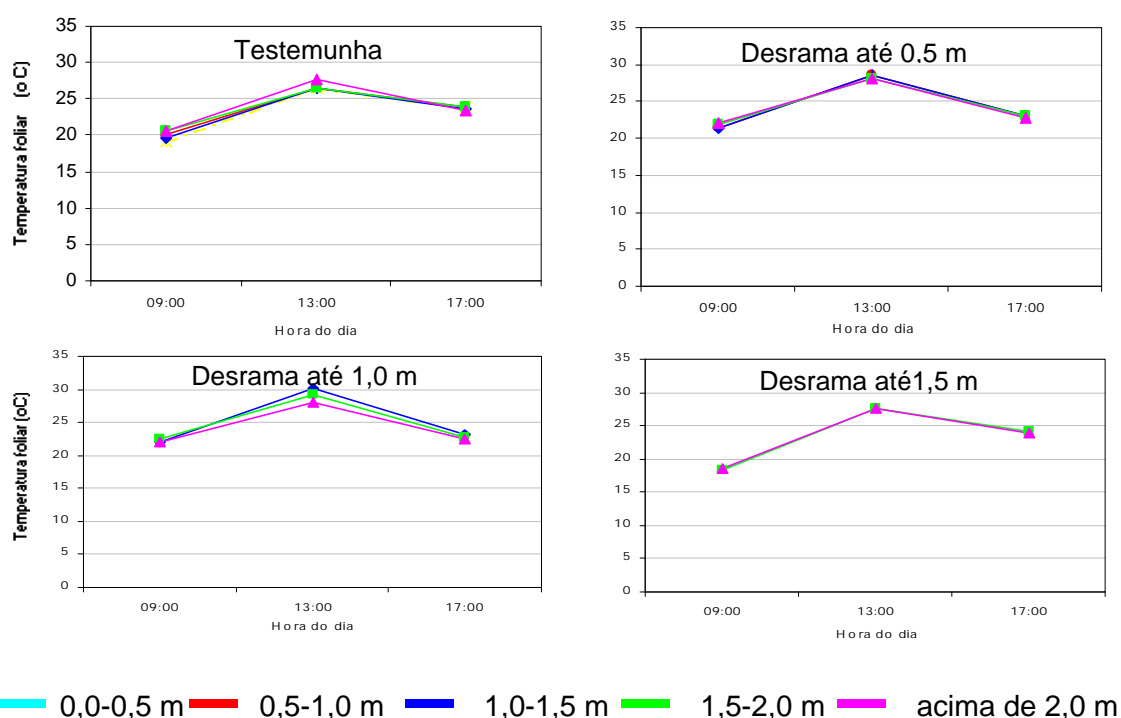 Testemunha
Temperatura foliar (o C)
35
30
25
20
15
10
5
0
09:00 13:00 17:00
Hora do dia
Desrama até 0,5 m
35
30
25
20
15
10
5
0
09:00 13:00 17:00
Hora do dia
Desrama até 1,0 m
Temperatura foliar (oC)
35
30
25
20
15
10
5
0
09:00 13:00 17:00
Hora do dia
Desrama até1,5 m
35
30
25
20
15
10
5
0
09:00 13:00 17:00
Hora do dia
0,0-0,5 m 0,5-1,0 m 1,0-1,5 m 1,5-2,0 m acima de 2,0 m